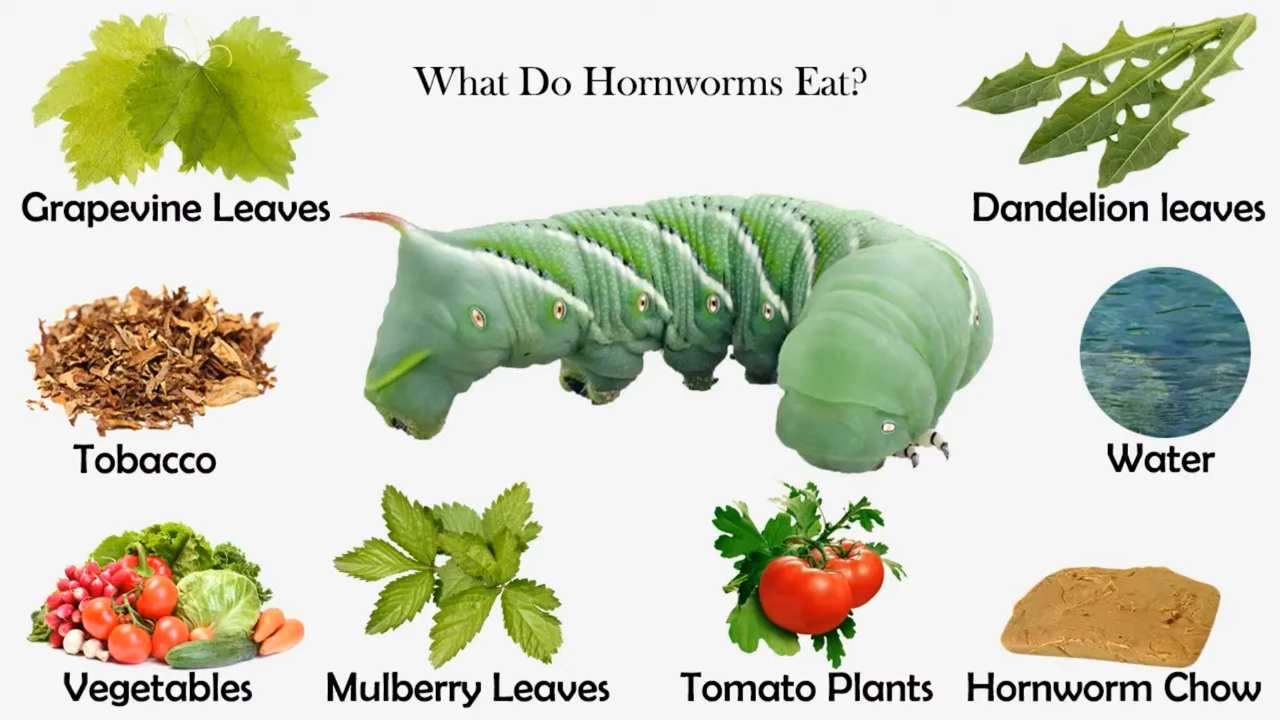 What Do Hornworms Eat?
Grapevine Leaves
Dandelion leaves
Tobacco
Water
Vegetables
Mulberry Leaves
Tomato Plants
Hornworm Chow